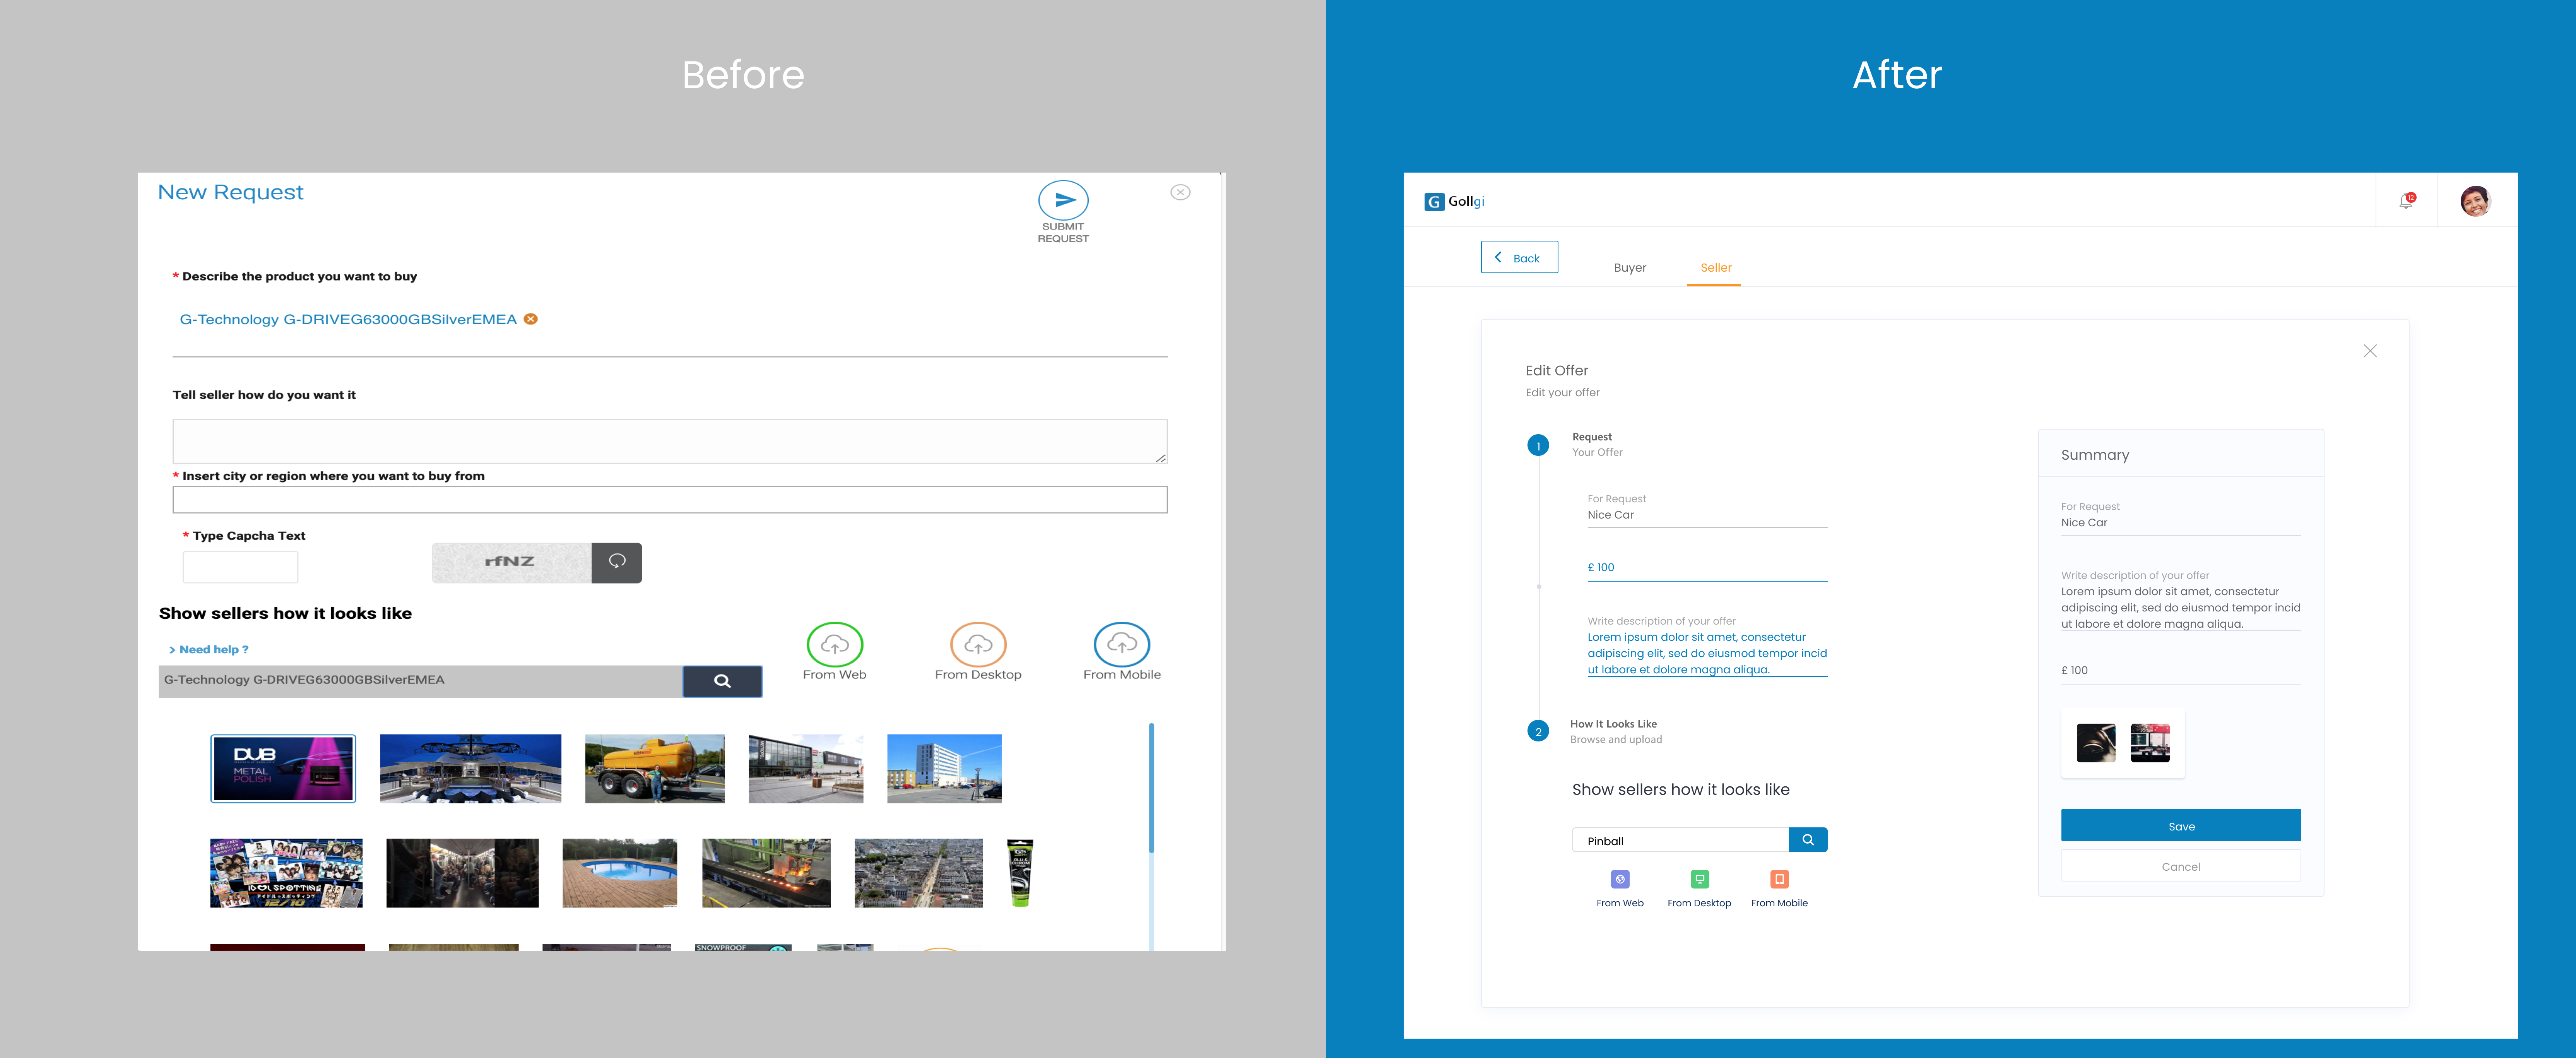 Before
New Request
SUBMIT
REQUEST
* Describe the product you want to buy
G-Technology G-DRIVEG63000GBSilverEMEA
Tell seller how do you want it
* Insert city or region where you want to buy from
* Type Capcha Text
rfNZ
Show sellers how it looks like
> Need help ?
G-Technology G-DRIVEG63000GBSilverEMEA
From Web
From Desktop
From Mobile
DUB
METAL
POLISH
IDOL SPOTTING
12/10
SNOWPROOF
After
G Gollgi
12
Back
Buyer
Seller
Edit Offer
Edit your offer
1
Request
Your Offer
For Request
Nice Car
£ 100
Write description of your offer
Lorem ipsum dolor sit amet, consectetur
adipiscing elit, sed do eiusmod tempor incid
ut labore et dolore magna aliqua.
2
How It Looks Like
Browse and upload
Show sellers how it looks like
Pinball
From Web
From Desktop
From Mobile
Summary
For Request
Nice Car
Write description of your offer
Lorem ipsum dolor sit amet, consectetur
adipiscing elit, sed do eiusmod tempor incid
ut labore et dolore magna aliqua.
£ 100
Save
Cancel